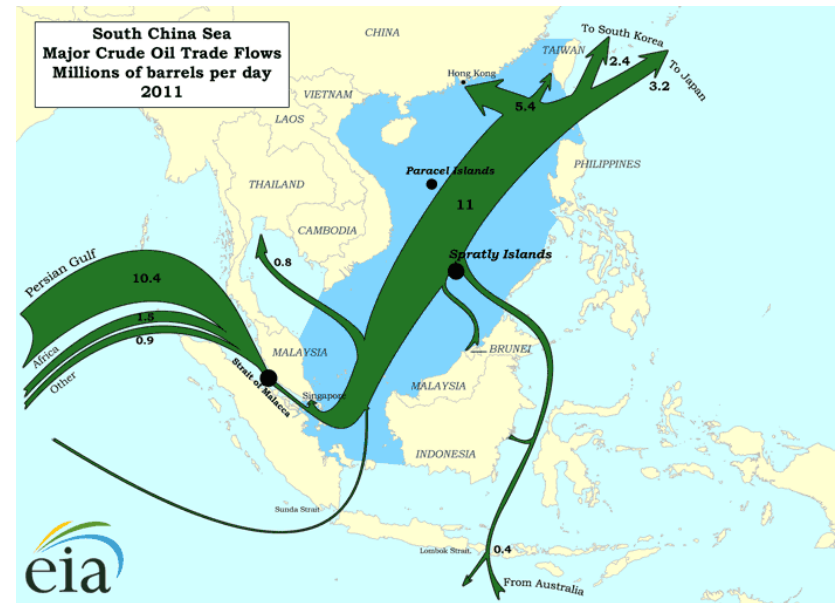 South China Sea
Major Crude Oil Trade Flows
Millions of barrels per day
2011
CHINA
TAIWAN
To South Korea
2.4
To Japan
3.2
Hong Kong
5.4
VIETNAM
LAOS
Paracel Islands
PHILIPPINES
THAILAND
11
CAMBODIA
Spratly Islands
0.8
Persian Gulf
10.4
1.5
Africa
0.9
Other
MALAYSIA
BRUNEI
Strait of Malacca
Singapore
MALAYSIA
INDONESIA
Sunda Strait
Lombok Strait.
0.4
From Australia
eia